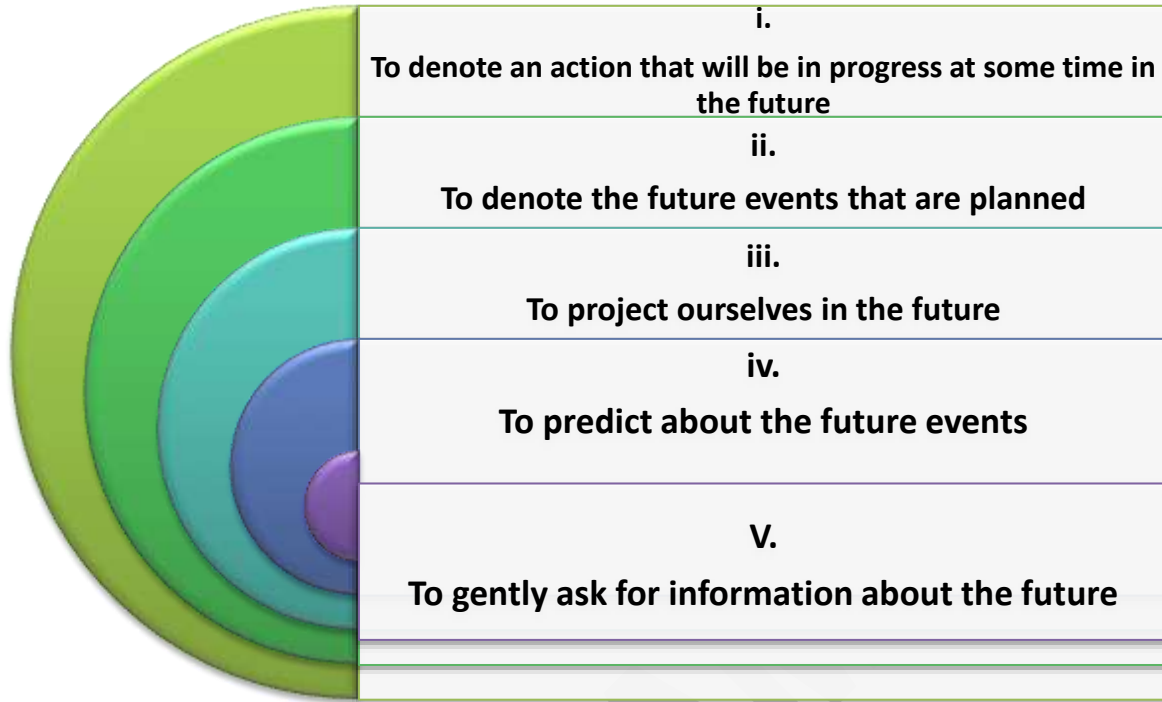 i.
To denote an action that will be in progress at some time in
the future
ii.
To denote the future events that are planned
iii.
To project ourselves in the future
iv.
To predict about the future events
V.
To gently ask for information about the future